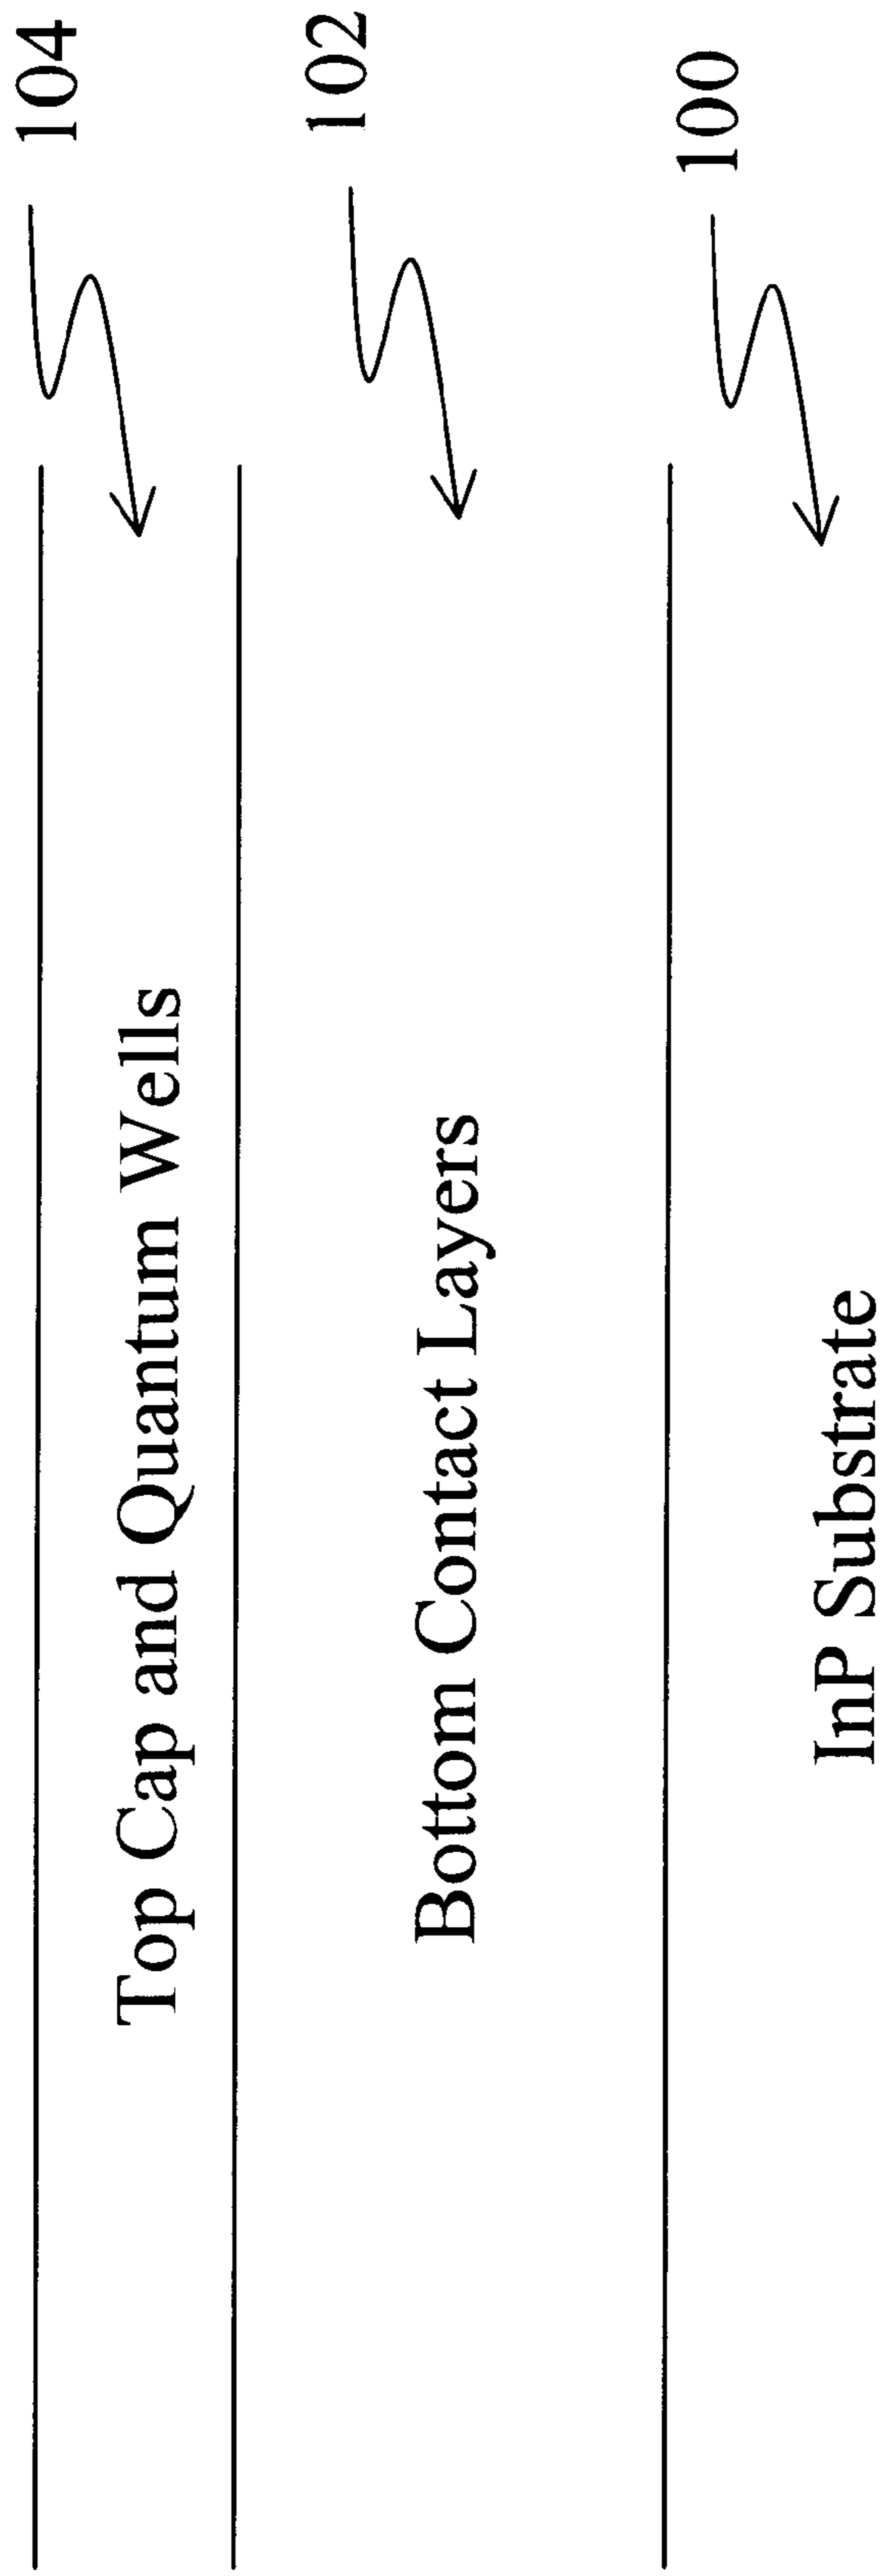 104
Top Cap and Quantum Wells
102
Bottom Contact Layers
100
InP Substrate